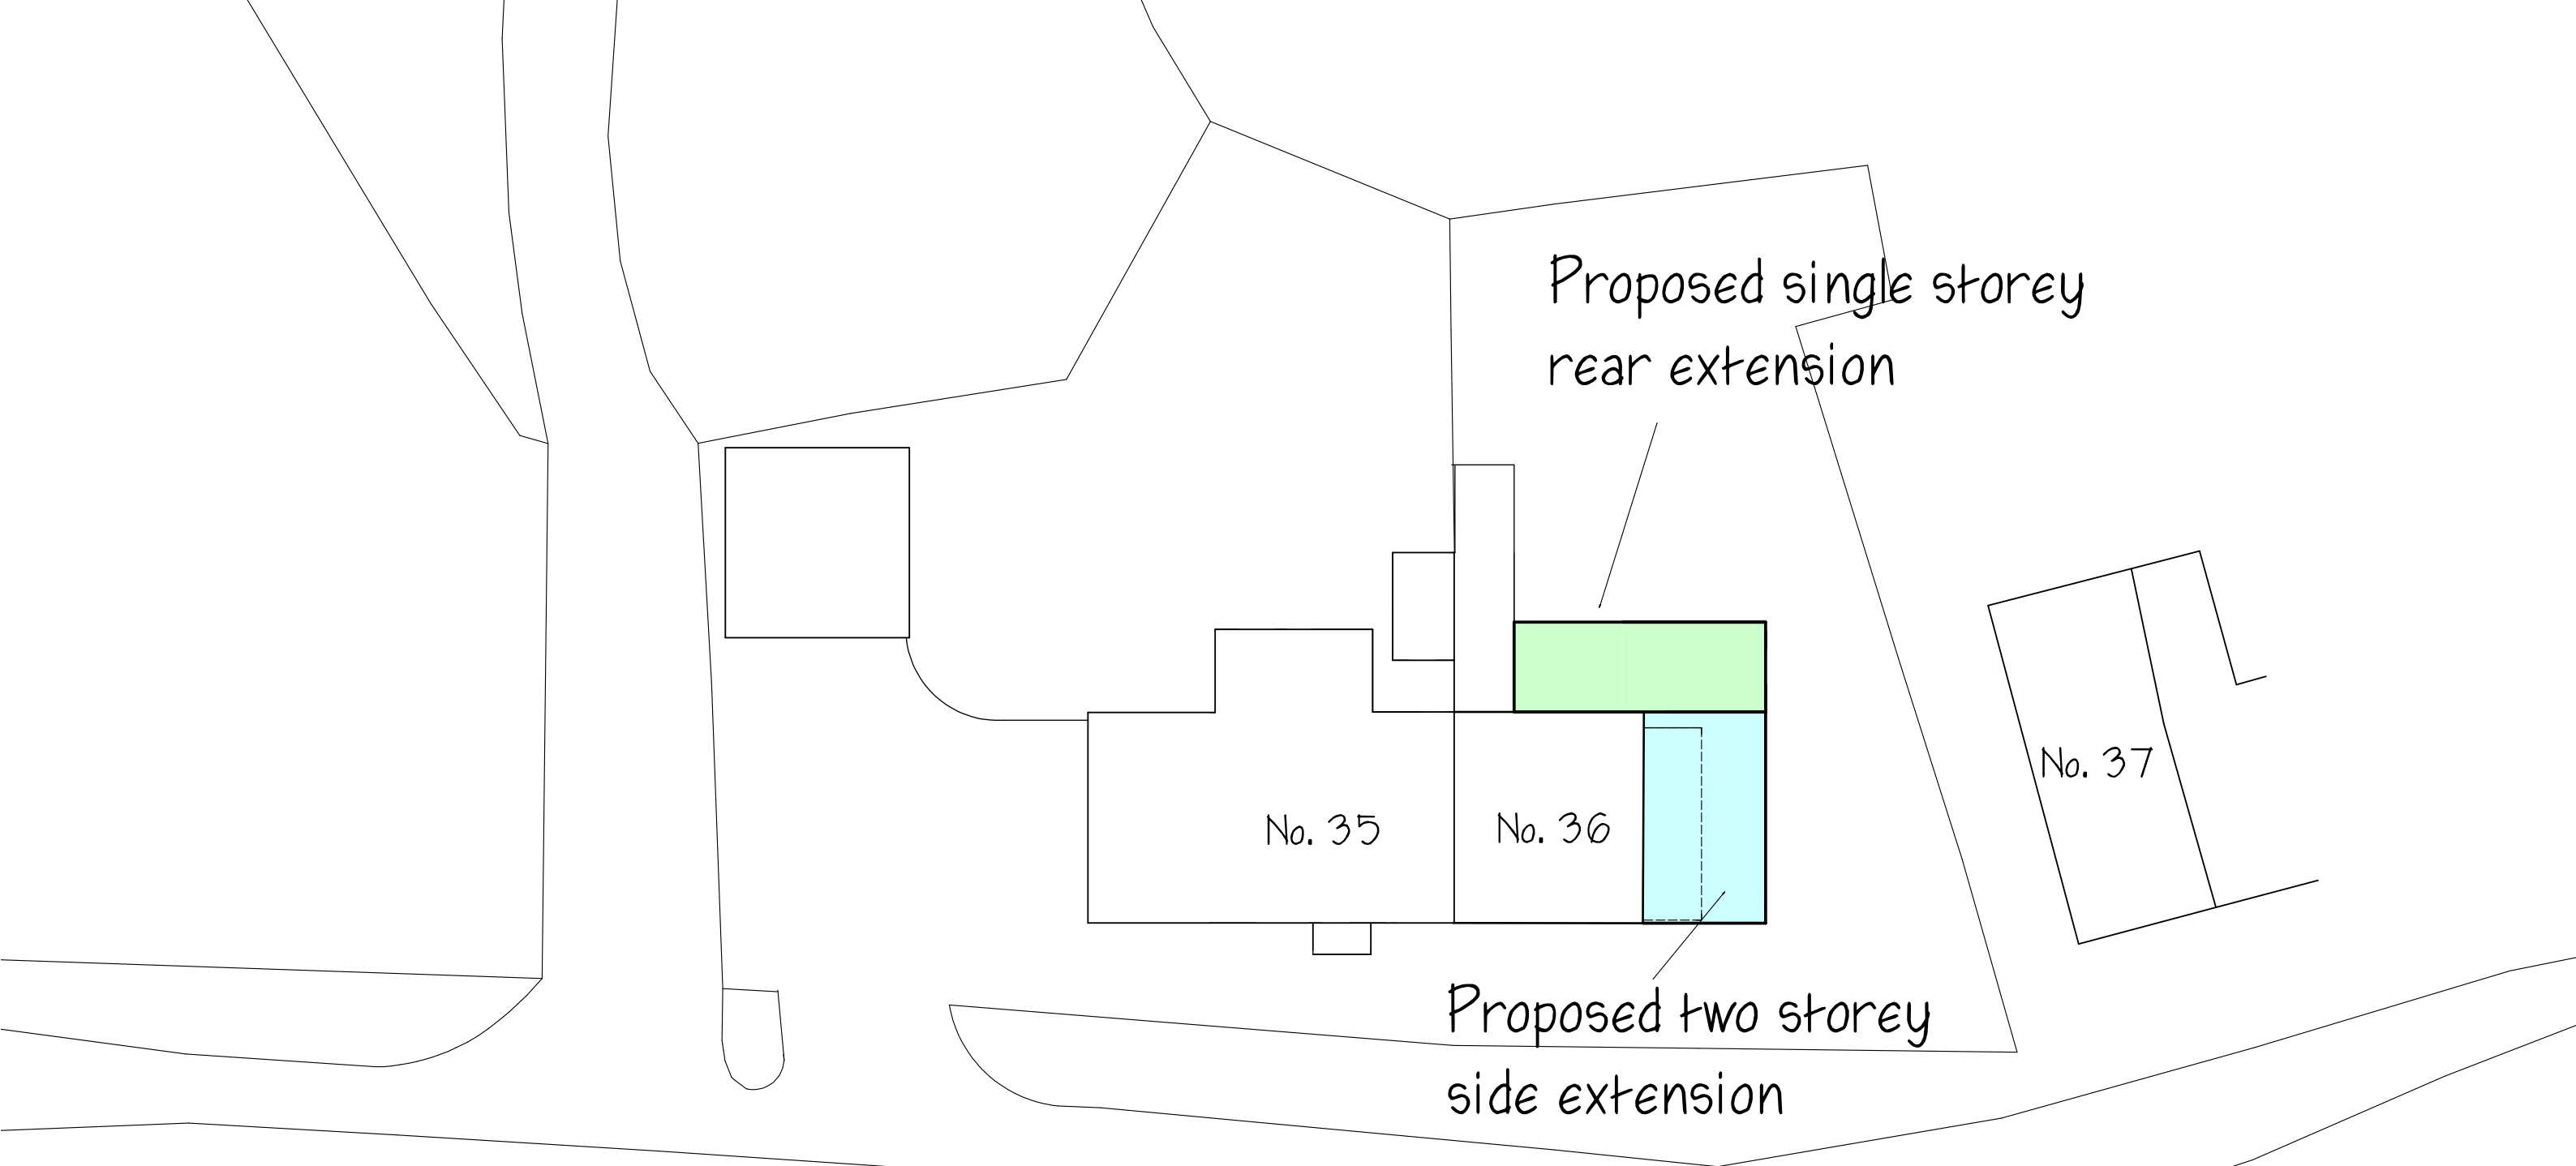 Proposed single storey
rear extension
No. 37
No. 35
No. 36
Proposed two storey
side extension